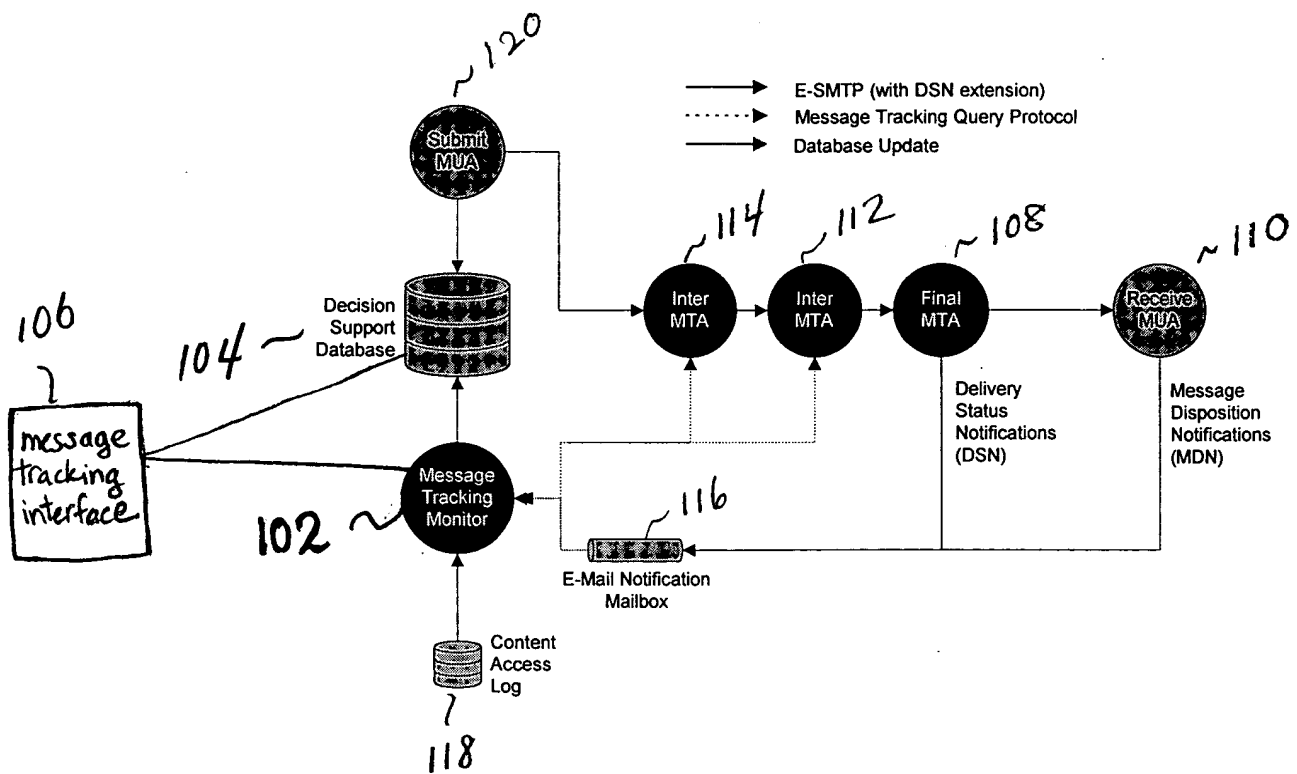 120
Submit
MUA
E-SMTP (with DSN extension)
Message Tracking Query Protocol
Database Update
114
112
108
110
Inter
MTA
Inter
MTA
Final
MTA
Receive
MUA
Decision
Support
Database
104
106
message
tracking
interface
Delivery
Status
Notifications
(DSN)
Message
Disposition
Notifications
(MDN)
Message
Tracking
Monitor
102
116
E-Mail Notification
Mailbox
Content
Access
Log
118